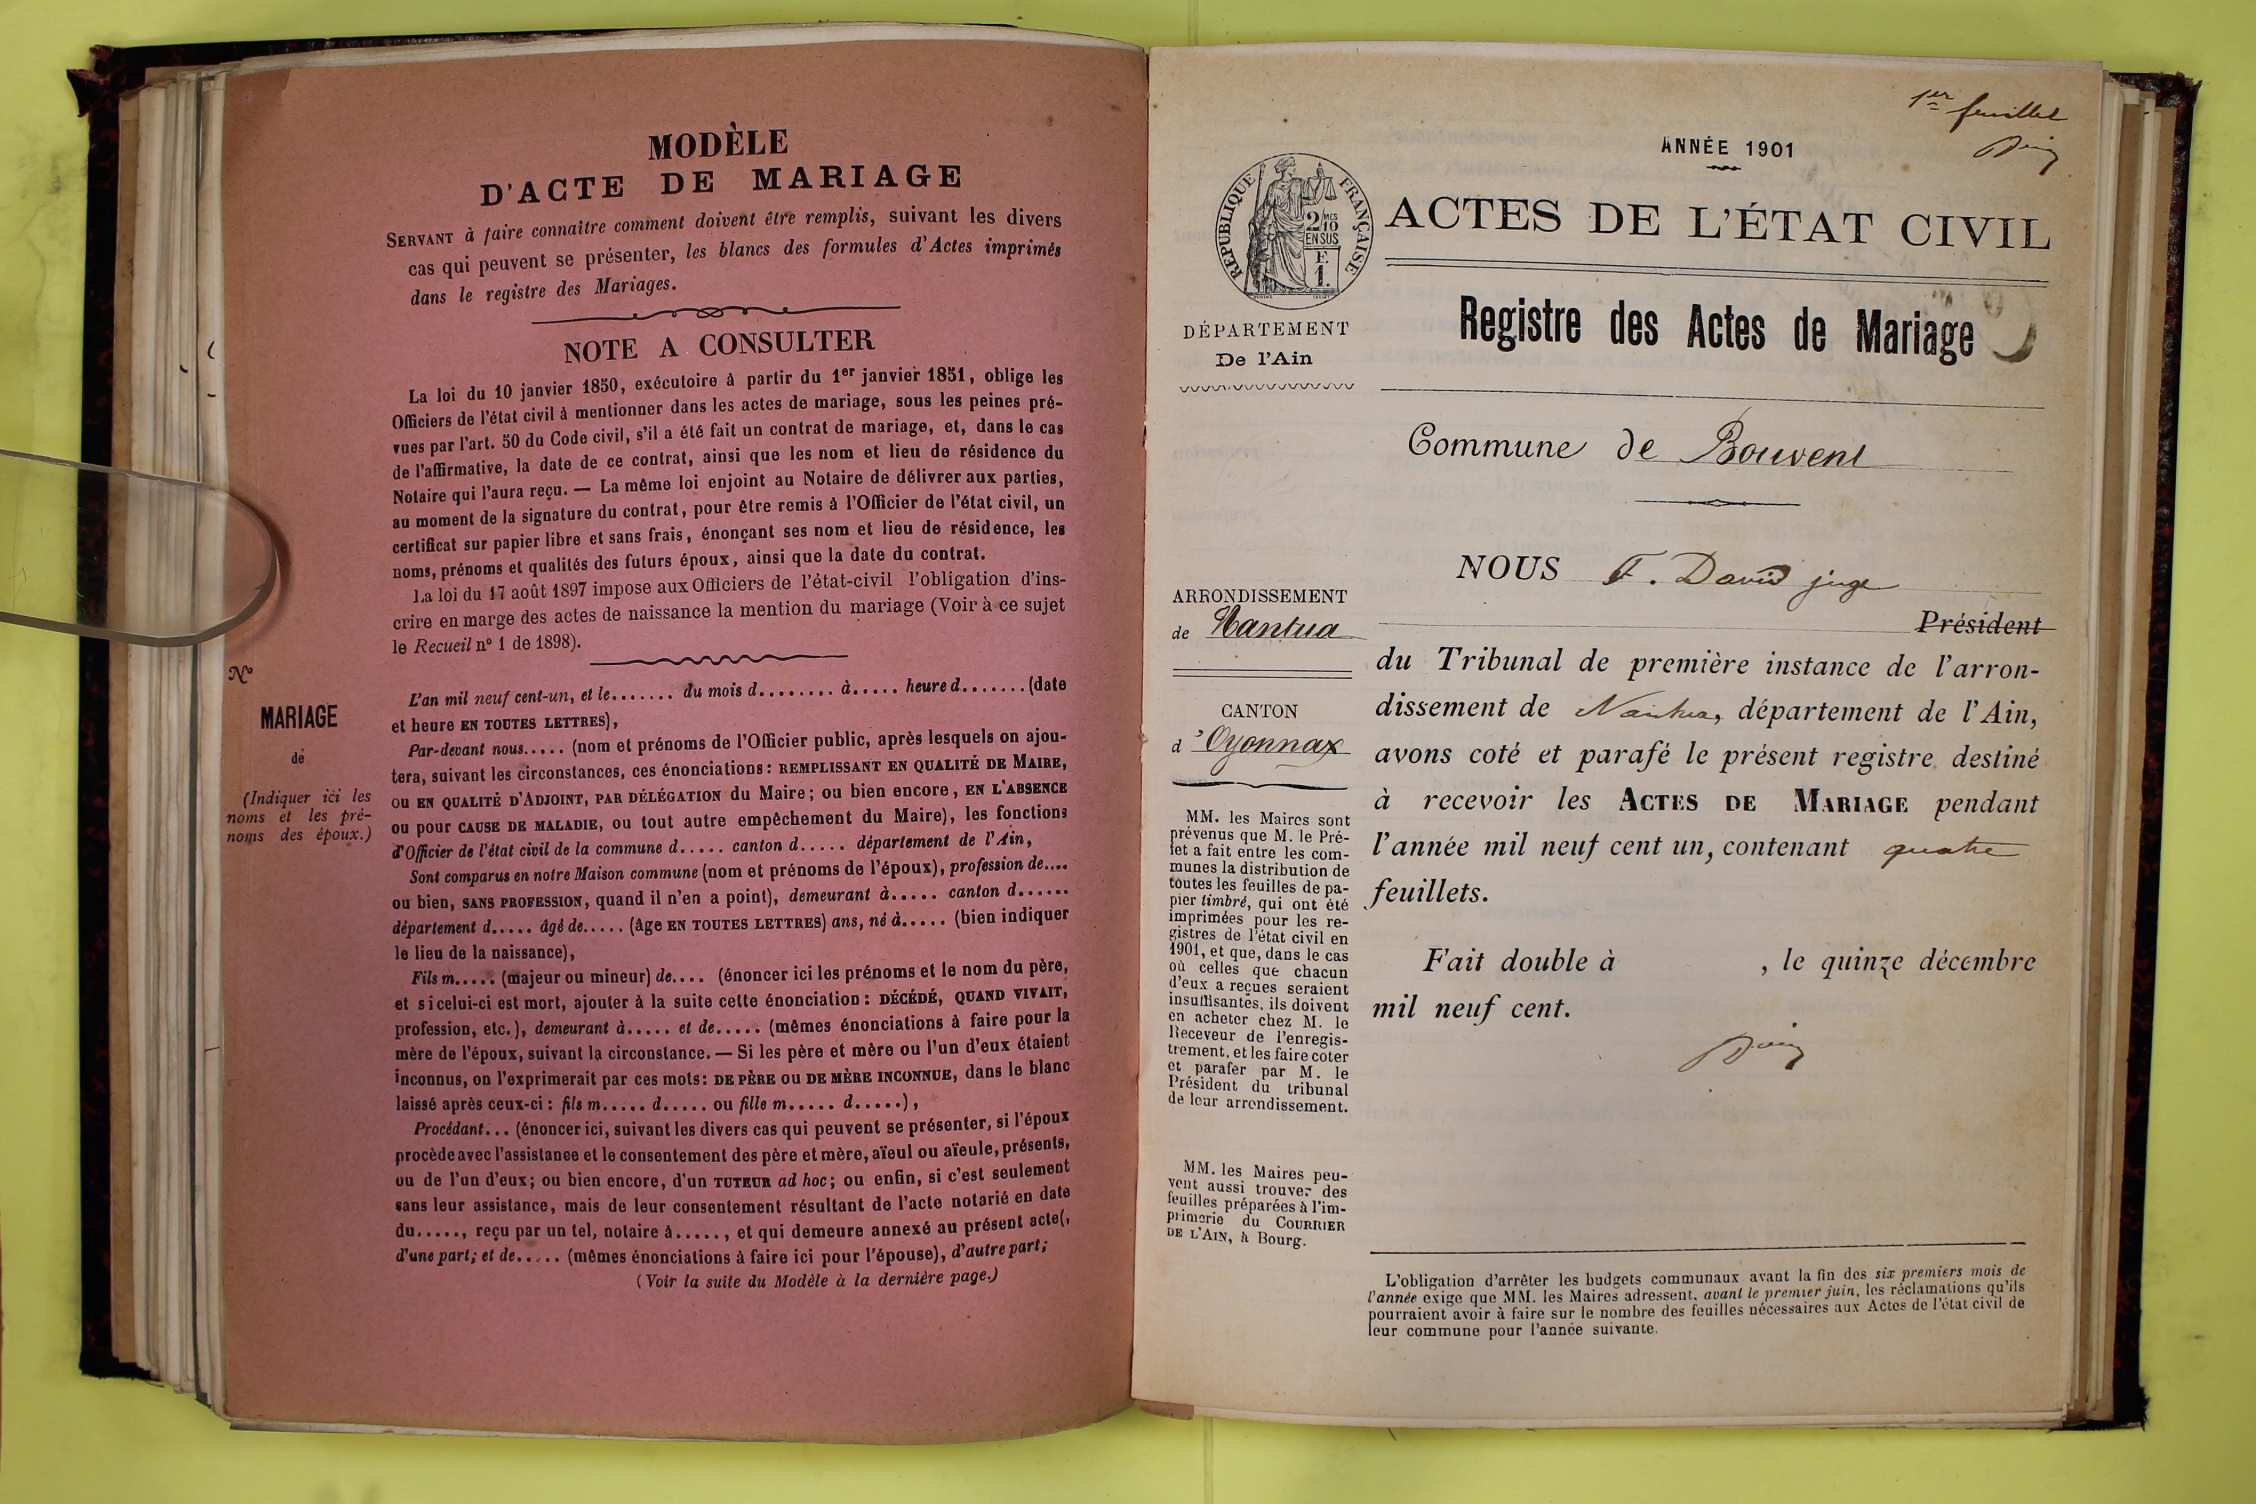 MODÈLE
D'ACTE DE MARIAGE
SERVANT à faire connaître comment doivent être remplis, suivant les divers
cas qui peuvent se présenter, les blancs des formules d'Actes imprimés
dans le registre des Mariages.
NOTE A CONSULTER
La loi du 10 janvier 1850, exécutoire à partir du 1er janvier 1851, oblige les
Officiers de l'état civil à mentionner dans les actes de mariage, sous les peines pré-
vues par l'art. 50 du Code civil, s'il a été fait un contrat de mariage, et, dans le cas
de l'affirmative, la date de ce contrat, ainsi que les nom et lieu de résidence du
Notaire qui l'aura reçu. — La même loi enjoint au Notaire de délivrer aux parties,
au moment de la signature du contrat, pour être remis à l'Officier de l'état civil, un
certificat sur papier libre et sans frais, énonçant ses nom et lieu de résidence, les
noms, prénoms et qualités des futurs époux, ainsi que la date du contrat.
La loi du 17 août 1897 impose aux Officiers de l'état-civil l'obligation d'ins-
crire en marge des actes de naissance la mention du mariage (Voir à ce sujet
le Recueil n° 1 de 1898).
N°
MARIAGE
de
(Indiquer ici les
noms et les pré-
noms des époux.)
L'an mil neuf cent-un, et le....... du mois d........ à..... heure d....... (date
et heure EN TOUTES LETTRES),
Par-devant nous..... (nom et prénoms de l'Officier public, après lesquels on ajou-
tera, suivant les circonstances, ces énonciations: REMPLISSANT EN QUALITÉ DE MAIRE,
OU EN QUALITÉ D'ADJOINT, PAR DÉLÉGATION du Maire; ou bien encore, EN L'ABSENCE
ou pour CAUSE DE MALADIE, ou tout autre empêchement du Maire), les fonctions
d'Officier de l'état civil de la commune d..... canton d..... département de l'Ain,
Sont comparus en notre Maison commune (nom et prénoms de l'époux), profession de....
ou bien, SANS PROFESSION, quand il n'en a point), demeurant à..... canton d......
département d..... âgé de..... (âge EN TOUTES LETTRES) ans, né à..... (bien indiquer
le lieu de la naissance),
Fils m..... (majeur ou mineur) de.... (énoncer ici les prénoms et le nom du père,
et si celui-ci est mort, ajouter à la suite cette énonciation: DÉCÉDÉ, QUAND VIVAIT,
profession, etc.), demeurant à..... et de..... (mêmes énonciations à faire pour la
mère de l'époux, suivant la circonstance. — Si les père et mère ou l'un d'eux étaient
inconnus, on l'exprimerait par ces mots: DE PÈRE OU DE MÈRE INCONNUE, dans le blanc
laissé après ceux-ci: fils m..... d..... ou fille m..... d.....),
Procédant... (énoncer ici, suivant les divers cas qui peuvent se présenter, si l'époux
procède avec l'assistance et le consentement des père et mère, aïeul ou aïeule, présents,
ou de l'un d'eux; ou bien encore, d'un TUTEUR ad hoc; ou enfin, si c'est seulement
sans leur assistance, mais de leur consentement résultant de l'acte notarié en date
du....., reçu par un tel, notaire à....., et qui demeure annexé au présent acte(,
d'une part; et de..... (mêmes énonciations à faire ici pour l'épouse), d'autre part;
(Voir la suite du Modèle à la dernière page.)
1er feuillet
ANNÉE 1901
ACTES DE L'ÉTAT CIVIL
RÉPUBLIQUE FRANÇAISE
2 MES
10
EN SUS
F.
1.
DÉPARTEMENT
De l'Ain
Registre des Actes de Mariage
Commune de Bouvent
ARRONDISSEMENT
de Nantua
CANTON
d'Oyonnax
MM. les Maires sont
prévenus que M. le Pré-
fet a fait entre les com-
munes la distribution de
toutes les feuilles de pa-
pier timbré, qui ont été
imprimées pour les re-
gistres de l'état civil en
1901, et que, dans le cas
où celles que chacun
d'eux a reçues seraient
insuffisantes, ils doivent
en acheter chez M. le
Receveur de l'enregis-
trement, et les faire coter
et parafer par M. le
Président du tribunal
de leur arrondissement.
MM. les Maires peu-
vent aussi trouver des
feuilles préparées à l'im-
primerie du COURRIER
DE L'AIN, à Bourg.
NOUS F. David juge
Président
du Tribunal de première instance de l'arron-
dissement de Nantua, département de l'Ain,
avons coté et parafé le présent registre destiné
à recevoir les ACTES DE MARIAGE pendant
l'année mil neuf cent un, contenant quatre
feuillets.
Fait double à , le quinze décembre
mil neuf cent.
L'obligation d'arrêter les budgets communaux avant la fin des six premiers mois de
l'année exige que MM. les Maires adressent, avant le premier juin, les réclamations qu'ils
pourraient avoir à faire sur le nombre des feuilles nécessaires aux Actes de l'état civil de
leur commune pour l'année suivante.